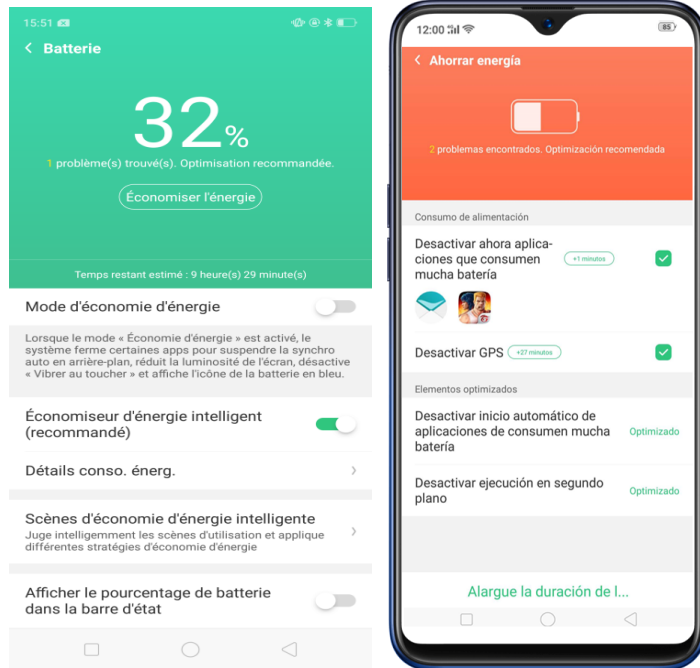 15:51
Batterie
32%
1 problème(s) trouvé(s). Optimisation recommandée.
Économiser l'énergie
Temps restant estimé : 9 heure(s) 29 minute(s)
Mode d'économie d'énergie
Lorsque le mode « Économie d'énergie » est activé, le
système ferme certaines apps pour suspendre la synchro
auto en arrière-plan, réduit la luminosité de l'écran, désactive
« Vibrer au toucher » et affiche l'icône de la batterie en bleu.
Économiseur d'énergie intelligent
(recommandé)
Détails conso. énerg.
Scènes d'économie d'énergie intelligente
Juge intelligemment les scènes d'utilisation et applique
différentes stratégies d'économie d'énergie
Afficher le pourcentage de batterie
dans la barre d'état
12:00
85
Ahorrar energía
2 problemas encontrados. Optimización recomendada
Consumo de alimentación
Desactivar ahora aplica-
ciones que consumen
mucha batería
+1 minutos
Desactivar GPS +27 minutos
Elementos optimizados
Desactivar inicio automático de
aplicaciones de consumen mucha
batería
Optimizado
Desactivar ejecución en segundo
plano
Optimizado
Alargue la duración de l...